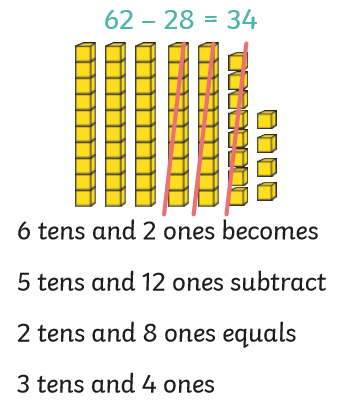 62 – 28 = 34
6 tens and 2 ones becomes
5 tens and 12 ones subtract
2 tens and 8 ones equals
3 tens and 4 ones